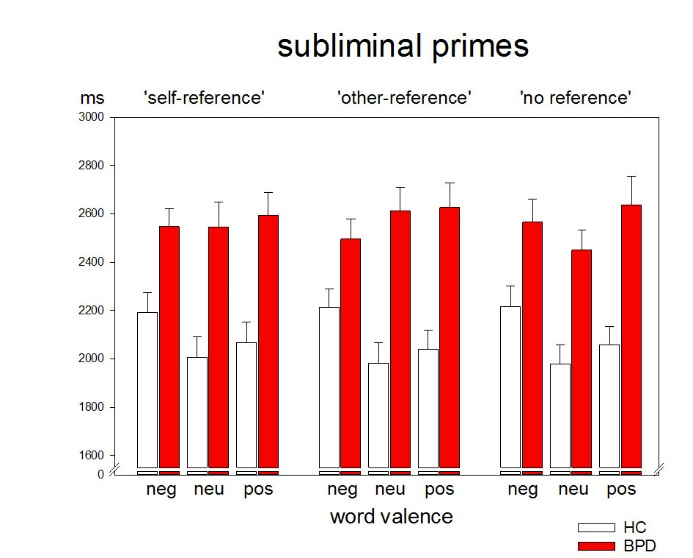 subliminal primes
ms 'self-reference' 'other-reference' 'no reference'
3000
2800
2600
2400
2200
2000
1800
1600
0
neg neu pos neg neu pos neg neu pos
word valence
HC
BPD